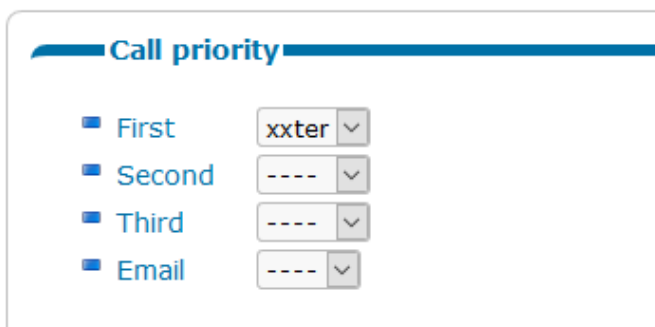 Call priority
First xxter
Second ----
Third ----
Email ----